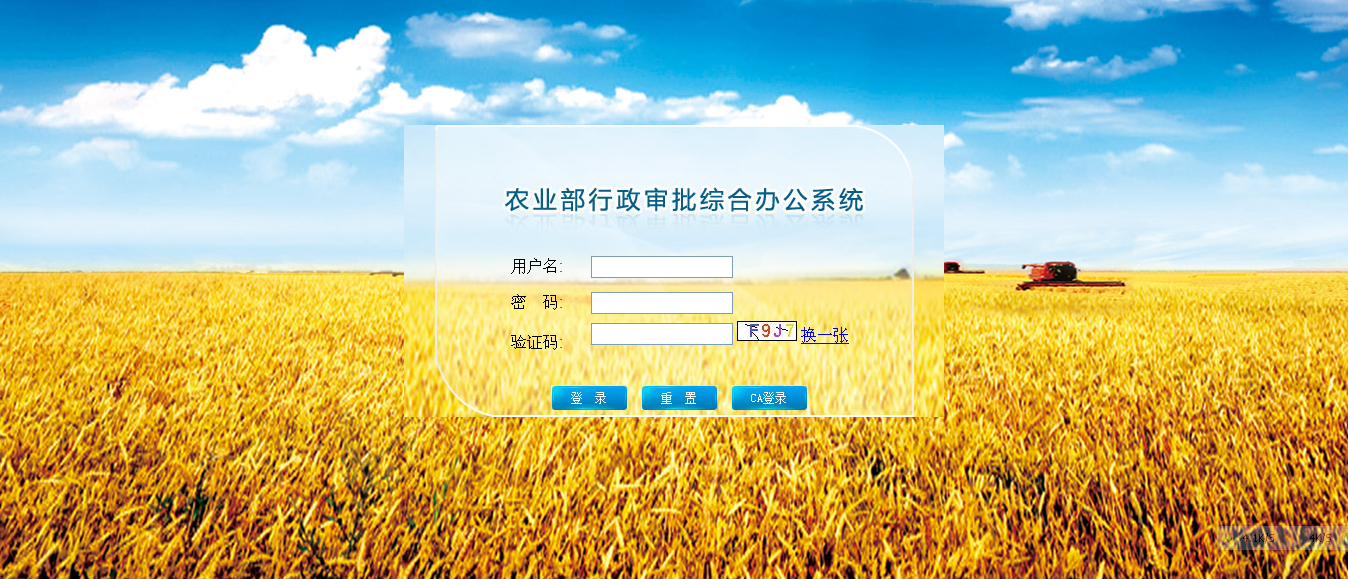 农业部行政审批综合办公系统
用户名:
密 码:
验证码: 9J7 换一张
登 录 重 置 CA登录